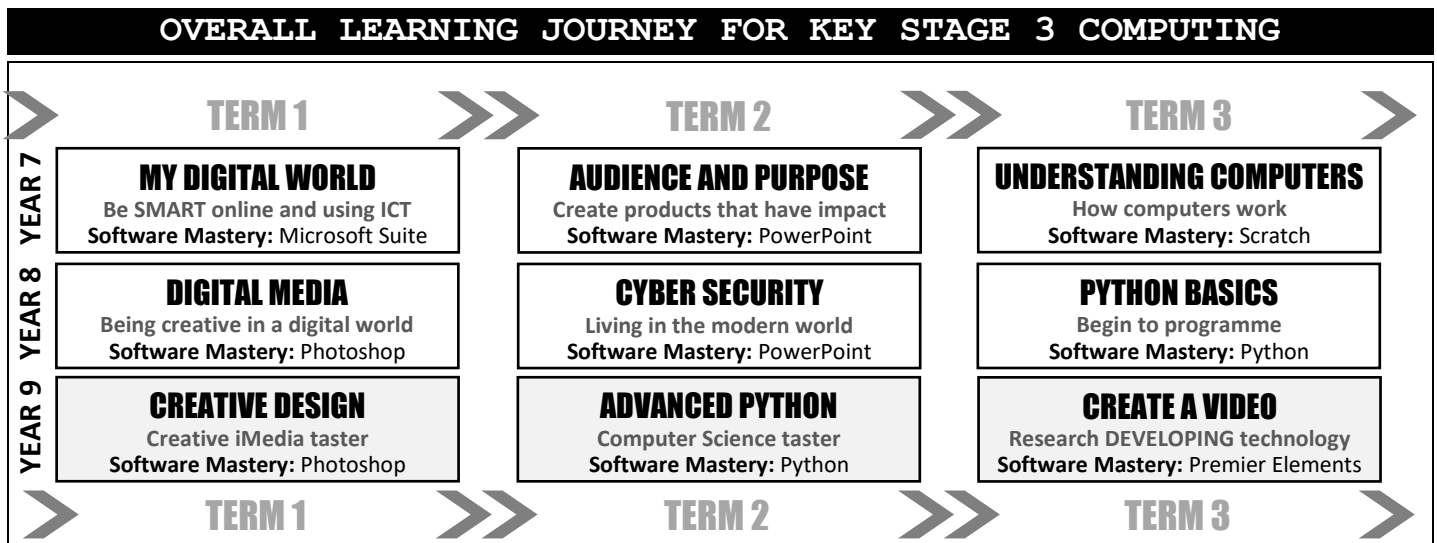 OVERALL LEARNING JOURNEY FOR KEY STAGE 3 COMPUTING
TERM 1
TERM 2
TERM 3
YEAR 7
MY DIGITAL WORLD
Be SMART online and using ICT
Software Mastery: Microsoft Suite
AUDIENCE AND PURPOSE
Create products that have impact
Software Mastery: PowerPoint
UNDERSTANDING COMPUTERS
How computers work
Software Mastery: Scratch
YEAR 8
DIGITAL MEDIA
Being creative in a digital world
Software Mastery: Photoshop
CYBER SECURITY
Living in the modern world
Software Mastery: PowerPoint
PYTHON BASICS
Begin to programme
Software Mastery: Python
YEAR 9
CREATIVE DESIGN
Creative iMedia taster
Software Mastery: Photoshop
ADVANCED PYTHON
Computer Science taster
Software Mastery: Python
CREATE A VIDEO
Research DEVELOPING technology
Software Mastery: Premier Elements
TERM 1
TERM 2
TERM 3